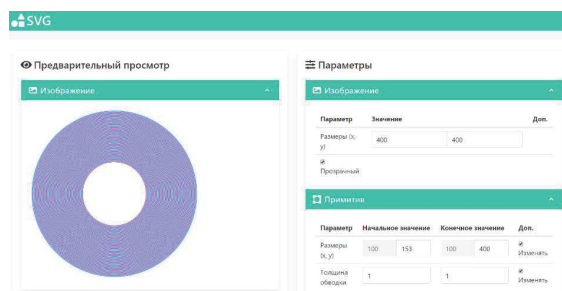 SVG
Предварительный просмотр
Изображение
Параметры
Изображение
Параметр Значение Доп.
Размеры (x, y) 400 400
Прозрачный
Примитив
Параметр Начальное значение Конечное значение Доп.
Размеры (x, y) 100 153 100 400 Изменять
Толщина обводки 1 1 Изменять